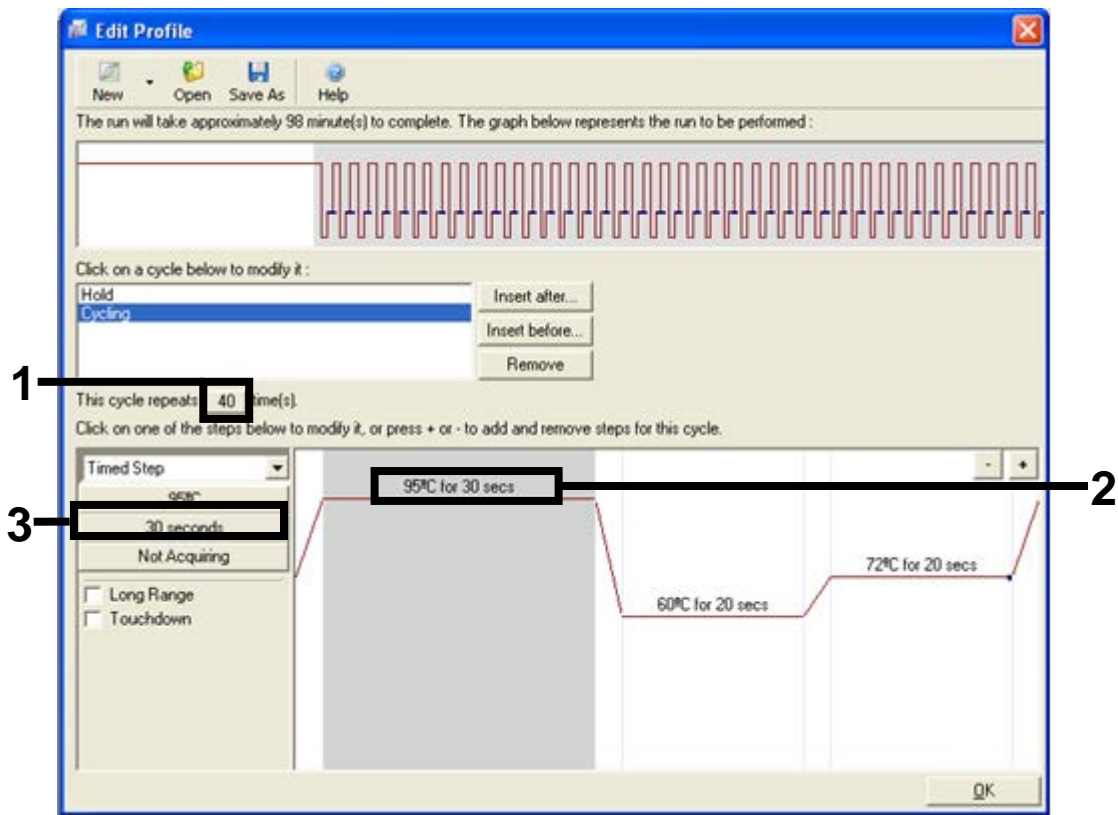 Edit Profile
New Open Save As Help
The run will take approximately 98 minute(s) to complete. The graph below represents the run to be performed :
Click on a cycle below to modify it :
Hold
Cycling
Insert after...
Insert before...
Remove
1
This cycle repeats 40 time(s).
Click on one of the steps below to modify it, or press + or - to add and remove steps for this cycle.
Timed Step
- +
95ºC
95ºC for 30 secs
2
3
30 seconds
Not Acquiring
72ºC for 20 secs
Long Range
60ºC for 20 secs
Touchdown
OK